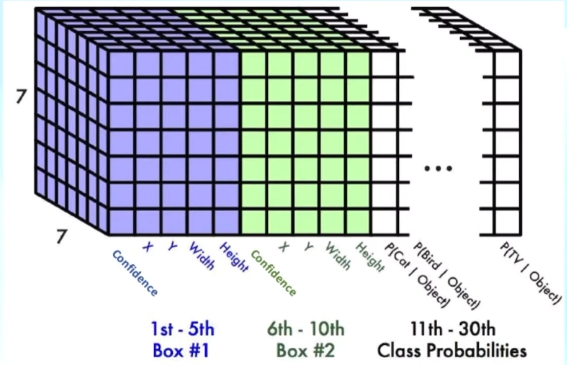 7
7
Confidence
X
Y
Width
Height
Confidence
X
Y
Width
Height
P(Cat | Object)
P(Bird | Object)
...
P(TV | Object)
1st - 5th
Box #1
6th - 10th
Box #2
11th - 30th
Class Probabilities